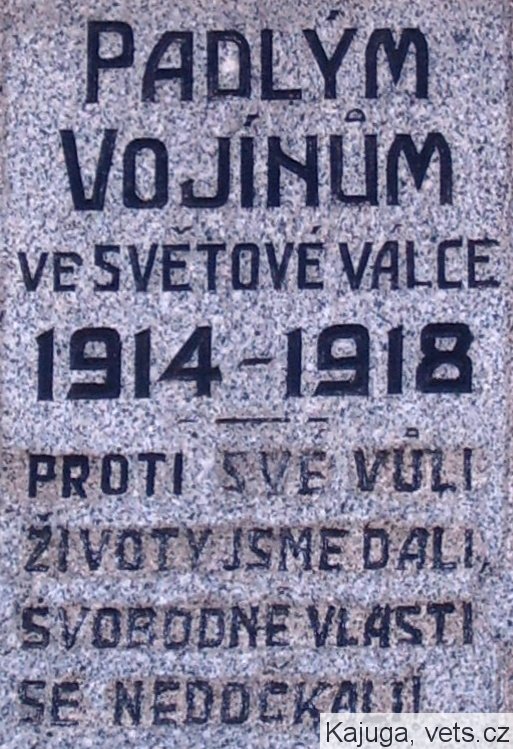 PADLÝM
VOJÍNŮM
VE SVĚTOVÉ VÁLCE
1914-1918
PROTI SVÉ VŮLI
ŽIVOTY JSME DALI,
SVOBODNÉ VLASTI
SE NEDOČKALI!
Kajuga, vets.cz